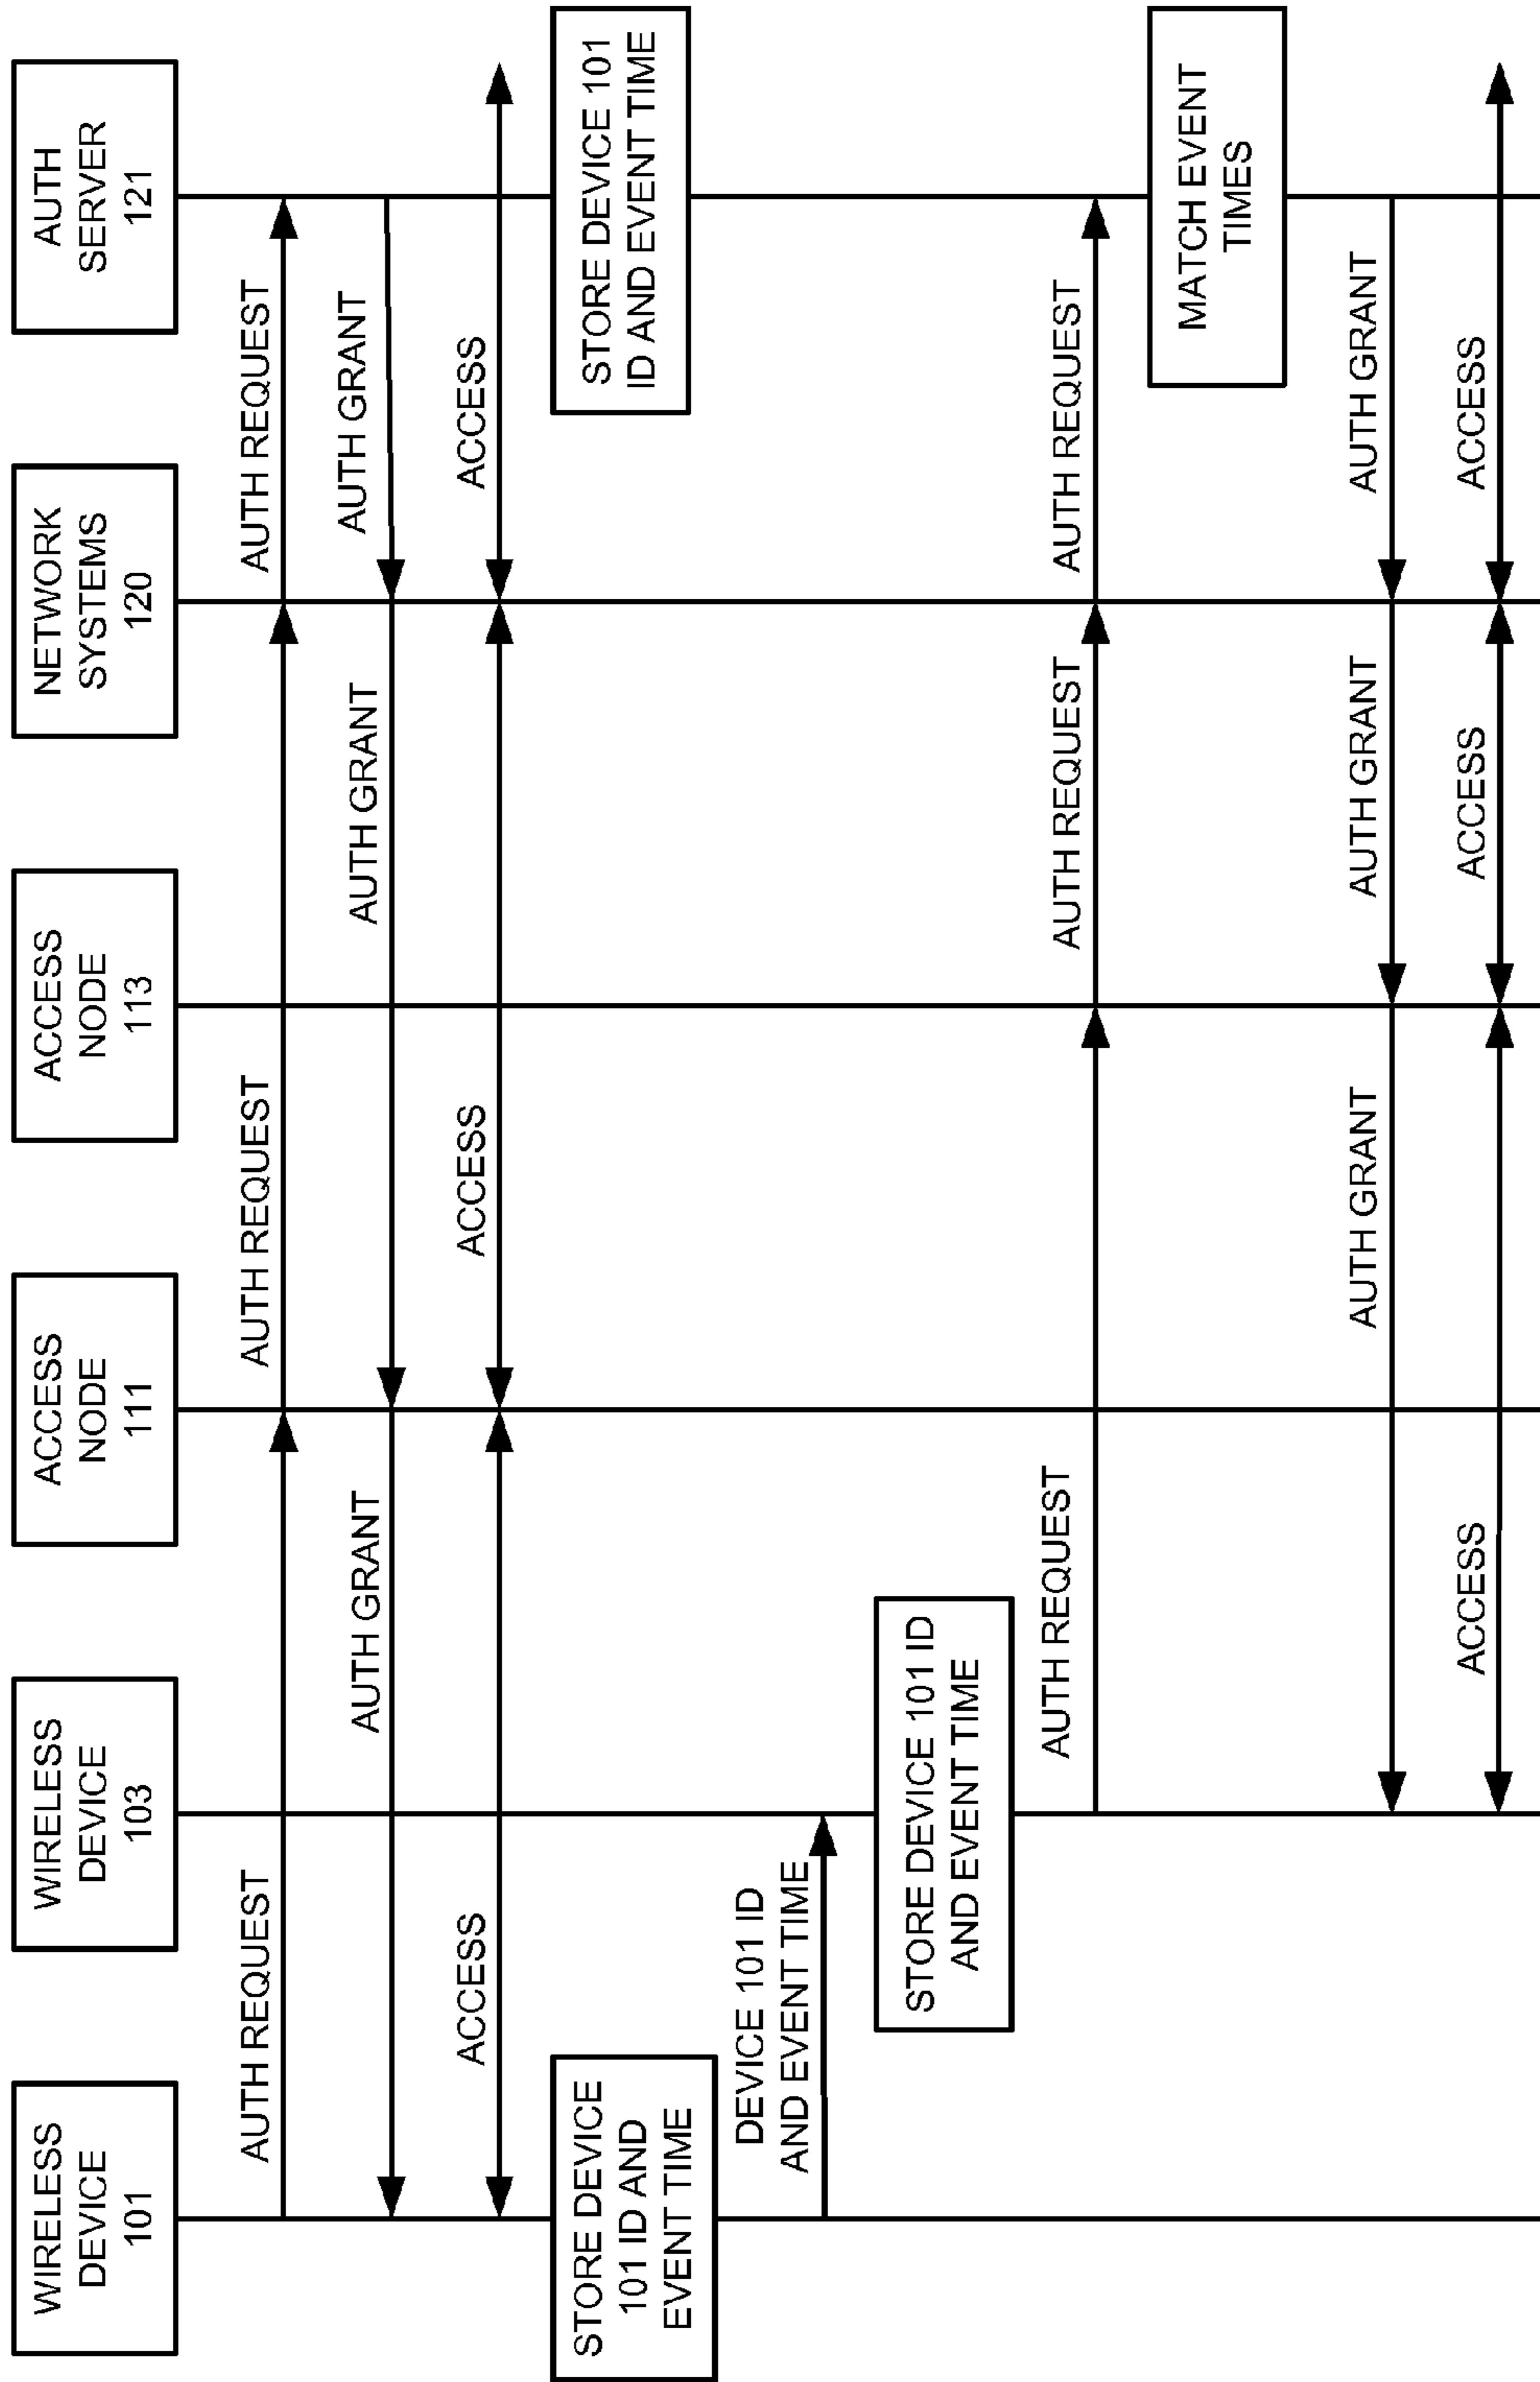 WIRELESS
DEVICE
101
WIRELESS
DEVICE
103
ACCESS
NODE
111
ACCESS
NODE
113
NETWORK
SYSTEMS
120
AUTH
SERVER
121
AUTH REQUEST
AUTH REQUEST
AUTH REQUEST
AUTH GRANT
AUTH GRANT
AUTH GRANT
ACCESS
ACCESS
ACCESS
STORE DEVICE
101 ID AND
EVENT TIME
STORE DEVICE 101
ID AND EVENT TIME
DEVICE 101 ID
AND EVENT TIME
STORE DEVICE 101 ID
AND EVENT TIME
AUTH REQUEST
AUTH REQUEST
AUTH REQUEST
MATCH EVENT
TIMES
AUTH GRANT
AUTH GRANT
AUTH GRANT
ACCESS
ACCESS
ACCESS